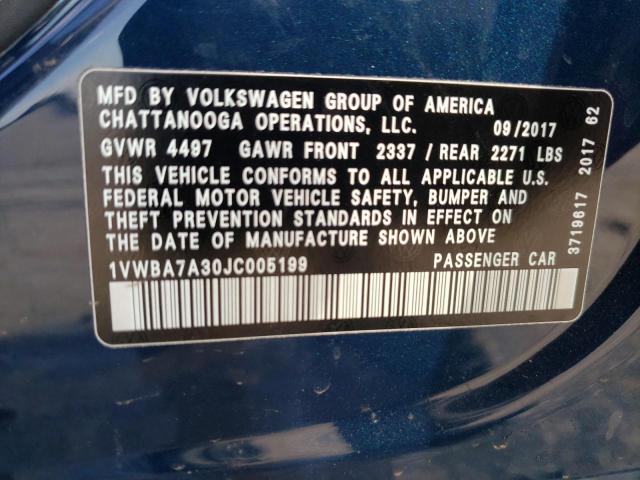 MFD BY VOLKSWAGEN GROUP OF AMERICA
CHATTANOOGA OPERATIONS, LLC. 09/2017
GVWR 4497 GAWR FRONT 2337 / REAR 2271 LBS
THIS VEHICLE CONFORMS TO ALL APPLICABLE U.S.
FEDERAL MOTOR VEHICLE SAFETY, BUMPER AND
THEFT PREVENTION STANDARDS IN EFFECT ON
THE DATE OF MANUFACTURE SHOWN ABOVE.
1VWBA7A30JC005199 PASSENGER CAR
3719617 2017 62